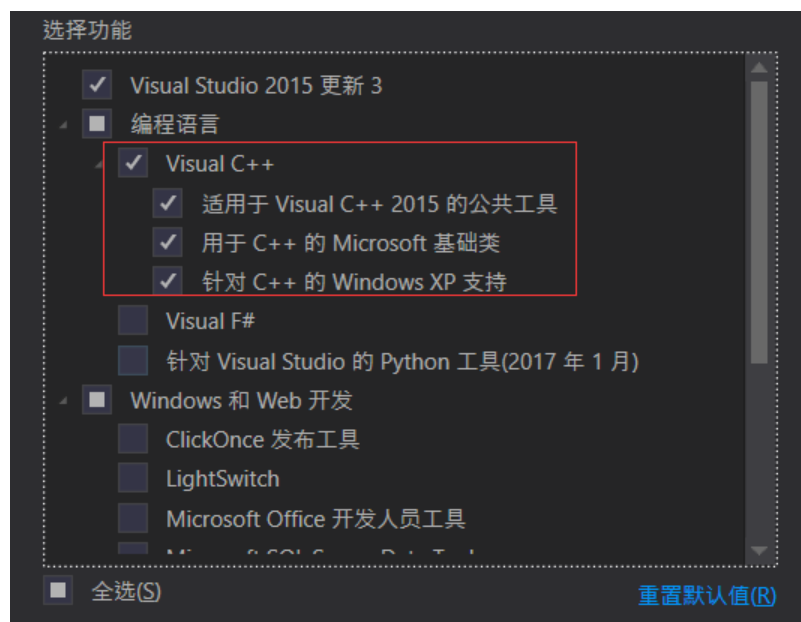 选择功能
Visual Studio 2015 更新 3
编程语言
Visual C++
适用于 Visual C++ 2015 的公共工具
用于 C++ 的 Microsoft 基础类
针对 C++ 的 Windows XP 支持
Visual F#
针对 Visual Studio 的 Python 工具(2017 年 1 月)
Windows 和 Web 开发
ClickOnce 发布工具
LightSwitch
Microsoft Office 开发人员工具
全选(S)
重置默认值(R)